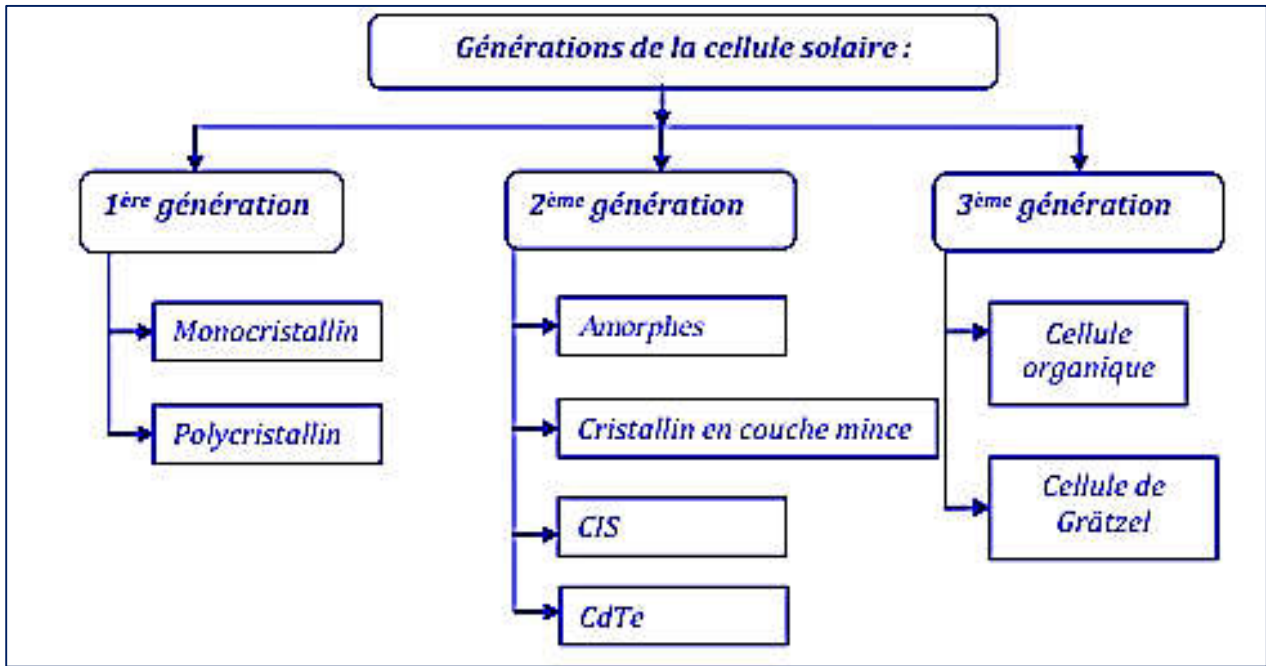 Générations de la cellule solaire :
1ère génération
2ème génération
3ème génération
Monocristallin
Polycristallin
Amorphes
Cristallin en couche mince
CIS
CdTe
Cellule
organique
Cellule de
Grätzel